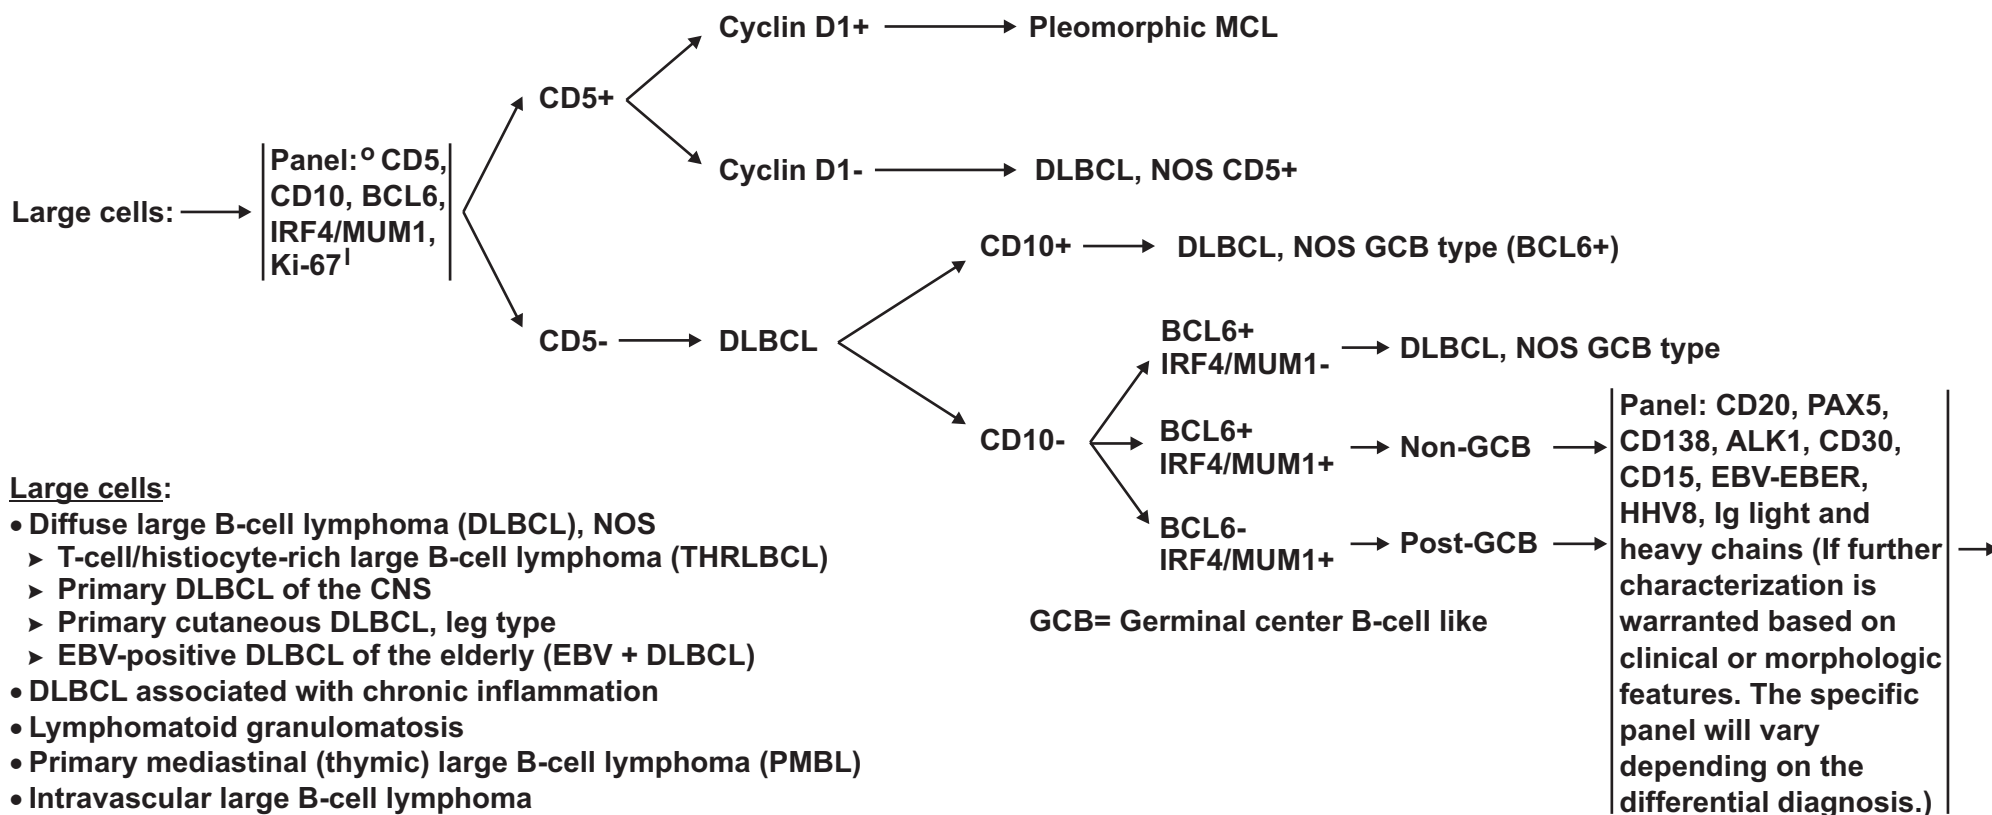 Large cells:
Panel:º CD5,
CD10, BCL6,
IRF4/MUM1,
Ki-67ˡ
CD5+
Cyclin D1+
Pleomorphic MCL
Cyclin D1-
DLBCL, NOS CD5+
CD5-
DLBCL
CD10+
DLBCL, NOS GCB type (BCL6+)
CD10-
BCL6+
IRF4/MUM1-
DLBCL, NOS GCB type
BCL6+
IRF4/MUM1+
Non-GCB
BCL6-
IRF4/MUM1+
Post-GCB
Panel: CD20, PAX5,
CD138, ALK1, CD30,
CD15, EBV-EBER,
HHV8, Ig light and
heavy chains (If further
characterization is
warranted based on
clinical or morphologic
features. The specific
panel will vary
depending on the
differential diagnosis.)
GCB= Germinal center B-cell like
Large cells:
• Diffuse large B-cell lymphoma (DLBCL), NOS
➤ T-cell/histiocyte-rich large B-cell lymphoma (THRLBCL)
➤ Primary DLBCL of the CNS
➤ Primary cutaneous DLBCL, leg type
➤ EBV-positive DLBCL of the elderly (EBV + DLBCL)
• DLBCL associated with chronic inflammation
• Lymphomatoid granulomatosis
• Primary mediastinal (thymic) large B-cell lymphoma (PMBL)
• Intravascular large B-cell lymphoma